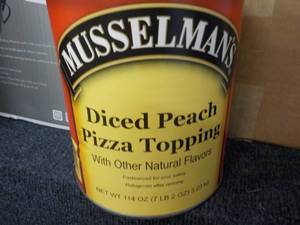 MUSSELMAN'S
Diced Peach
Pizza Topping
With Other Natural Flavors
Pasteurized for your safety
Refrigerate after opening
NET WT 114 OZ (7 LB 2 OZ) 3.23 kg